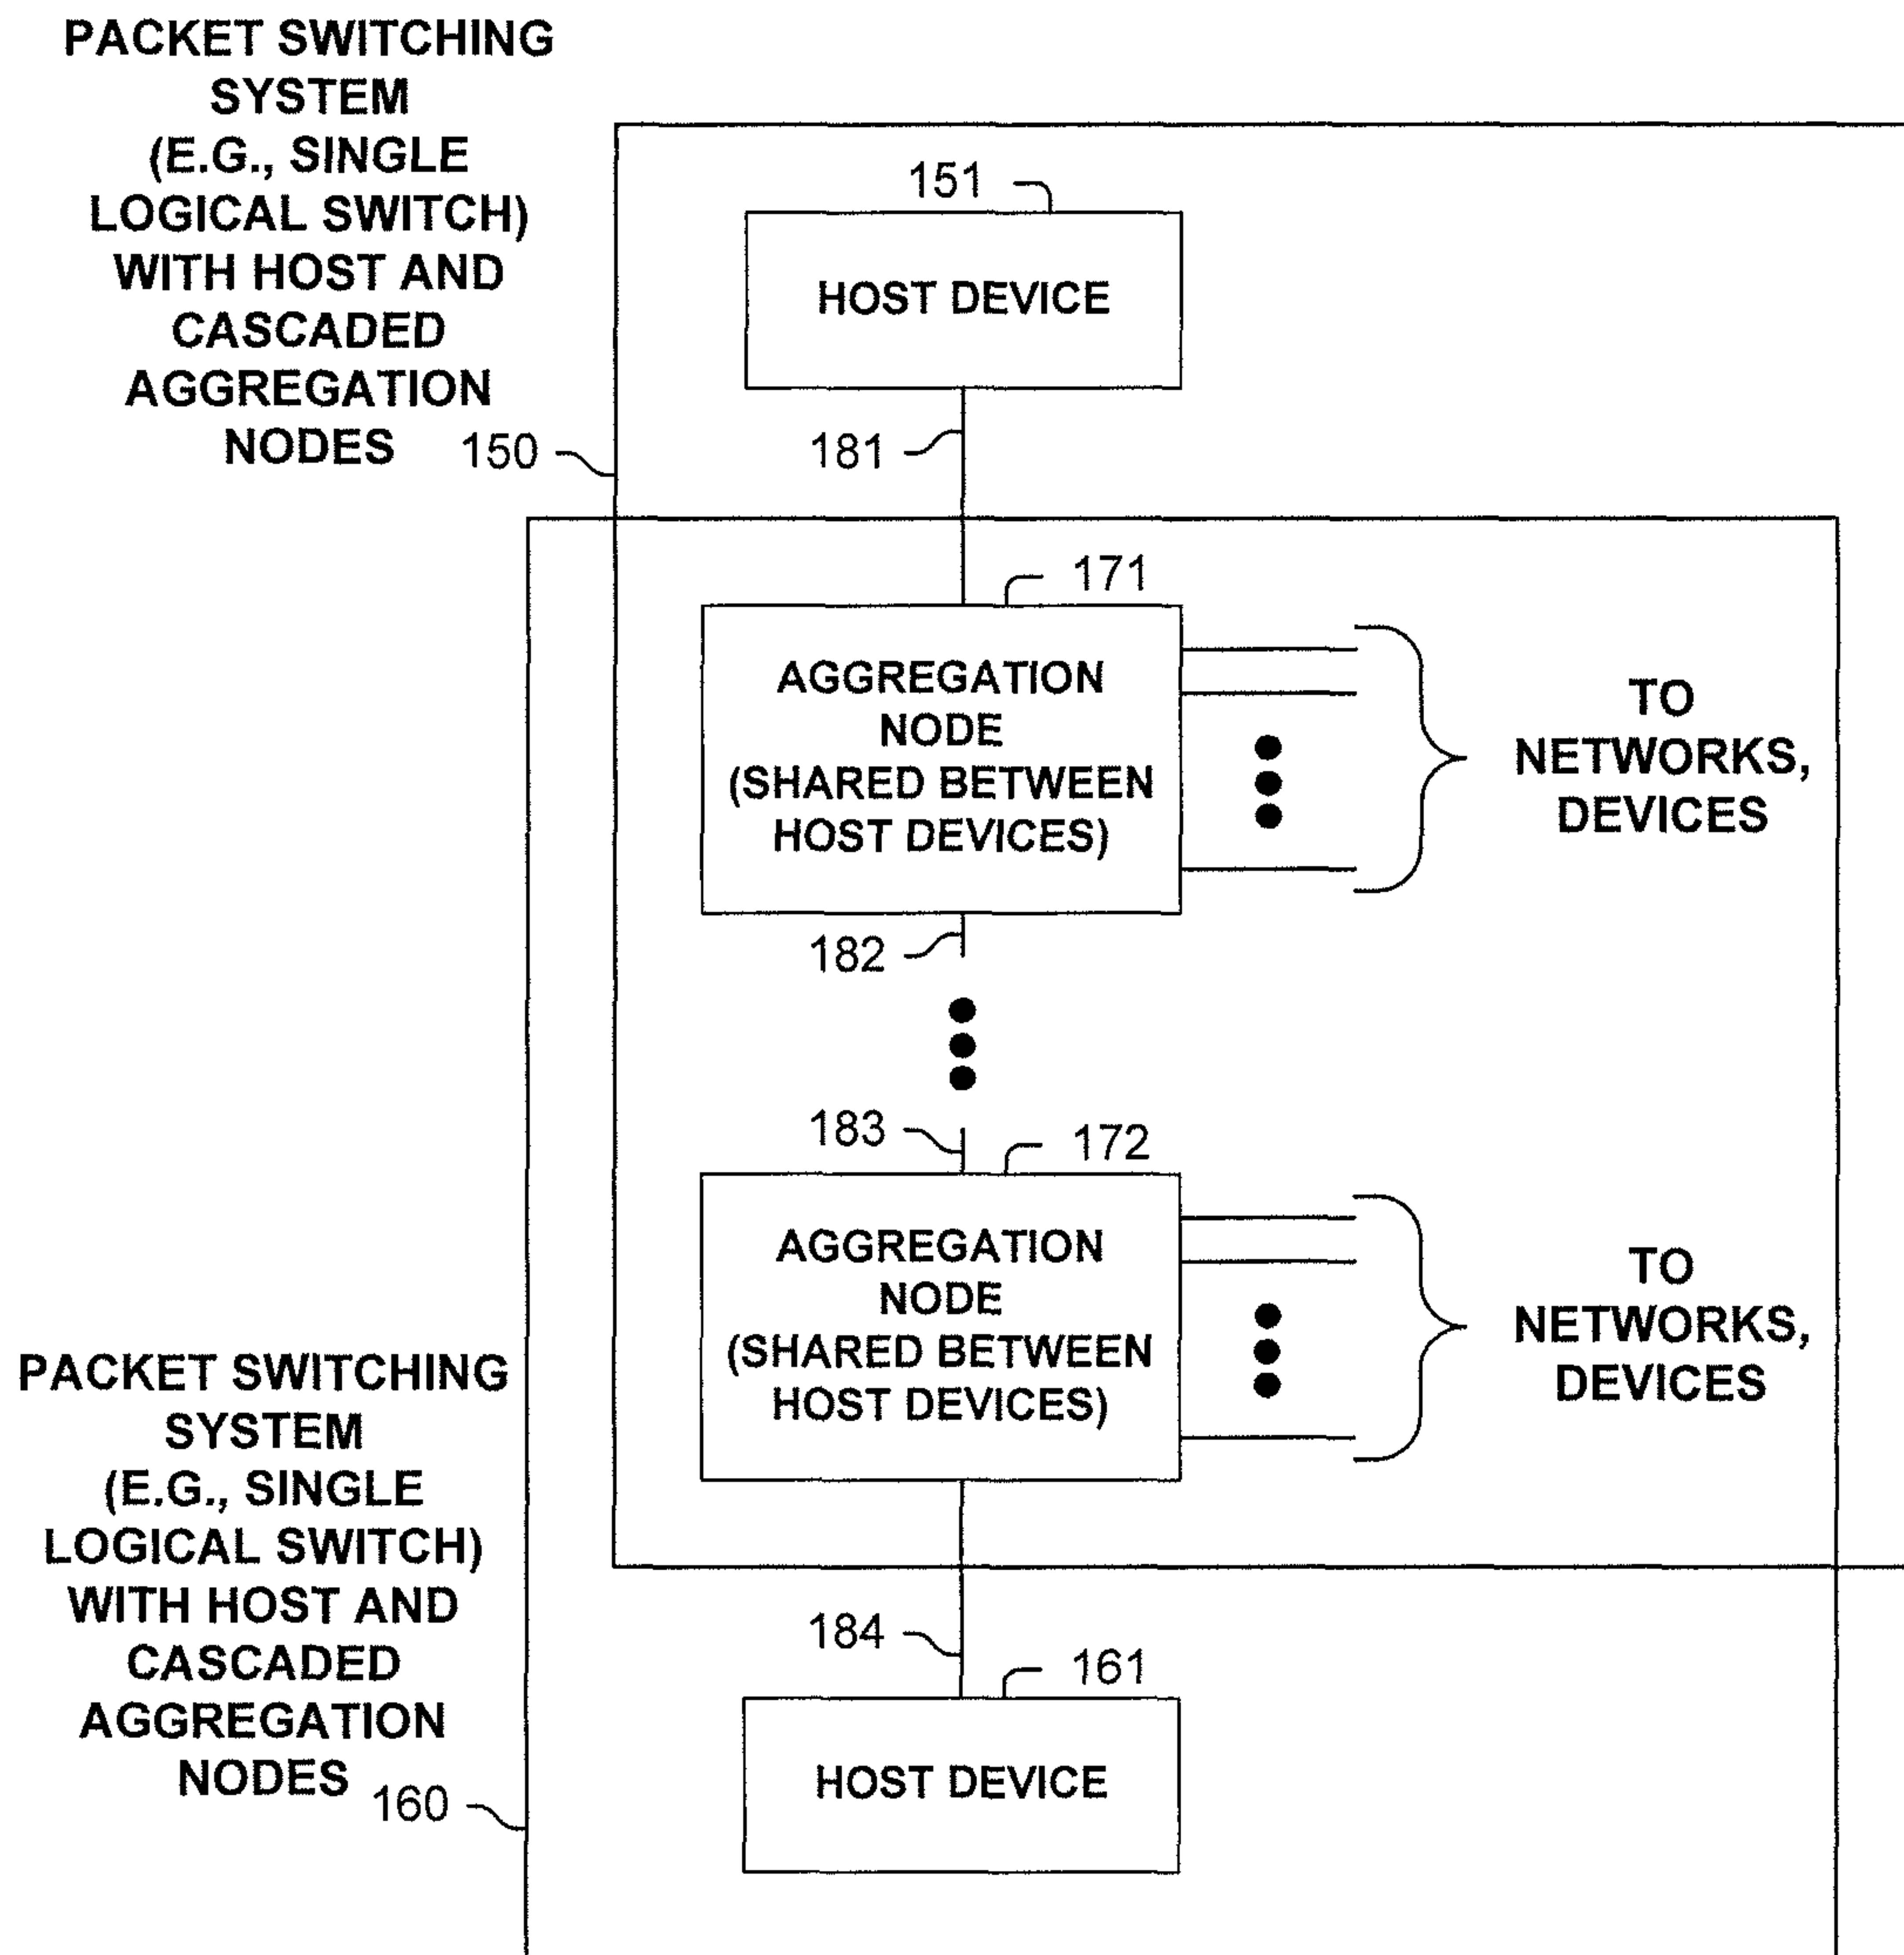 PACKET SWITCHING
SYSTEM
(E.G., SINGLE
LOGICAL SWITCH)
WITH HOST AND
CASCADED
AGGREGATION
NODES
150
151
HOST DEVICE
181
171
AGGREGATION
NODE
(SHARED BETWEEN
HOST DEVICES)
TO
NETWORKS,
DEVICES
182
183
172
AGGREGATION
NODE
(SHARED BETWEEN
HOST DEVICES)
TO
NETWORKS,
DEVICES
PACKET SWITCHING
SYSTEM
(E.G., SINGLE
LOGICAL SWITCH)
WITH HOST AND
CASCADED
AGGREGATION
NODES
160
184
161
HOST DEVICE